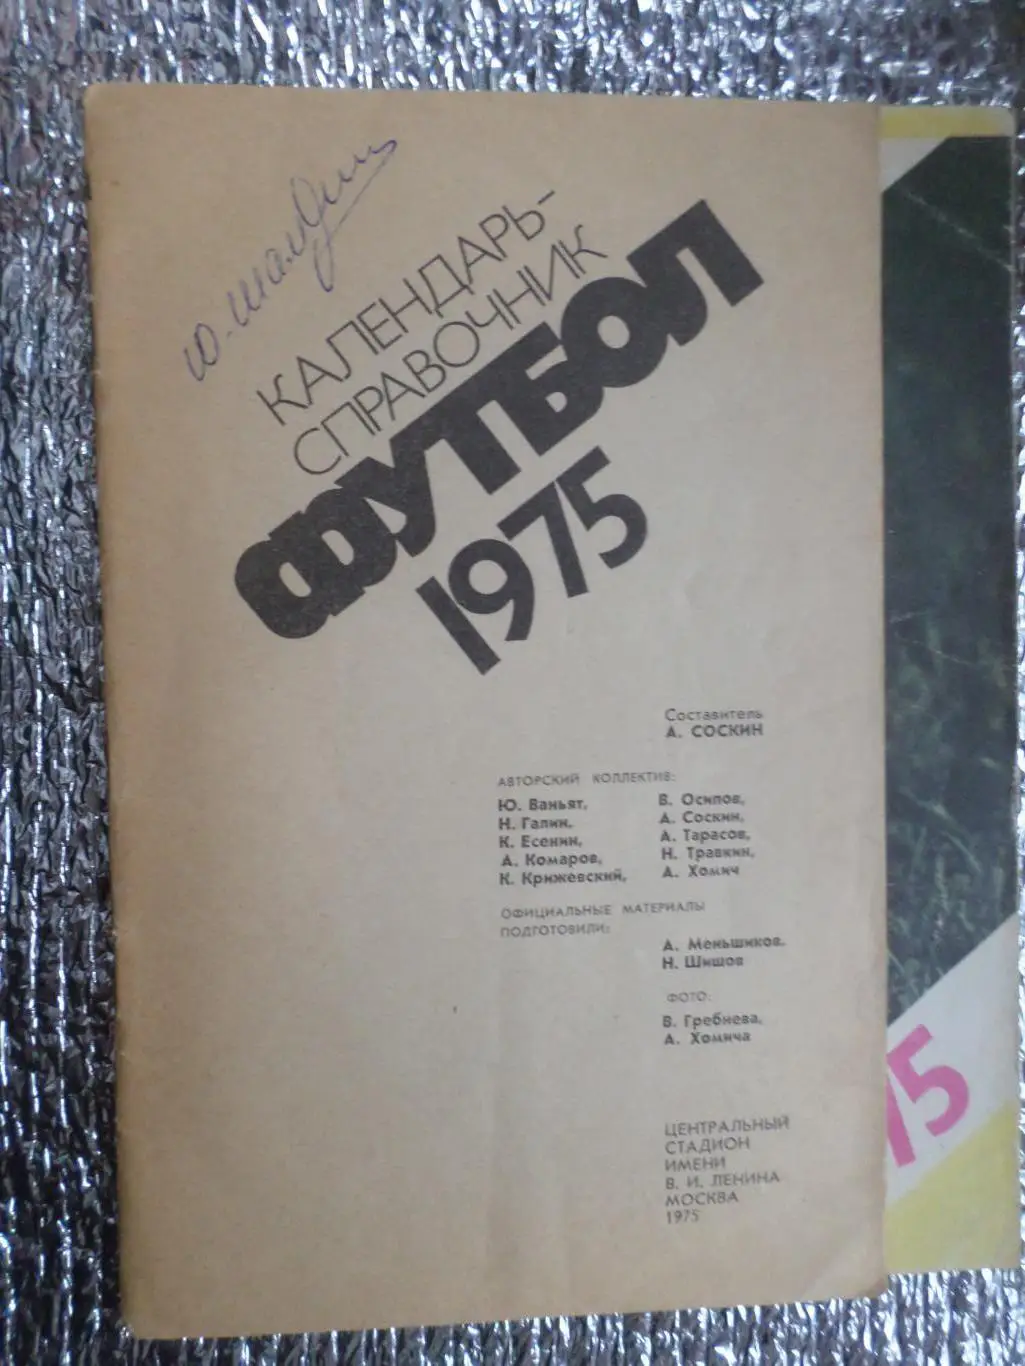 КАЛЕНДАРЬ-
СПРАВОЧНИК
ФУТБОЛ
1975
Составитель
А. СОСКИН
АВТОРСКИЙ КОЛЛЕКТИВ:
Ю. Ваньят,
Н. Галин,
К. Есенин,
А. Комаров,
К. Крижевский,
В. Осипов,
А. Соскин,
А. Тарасов,
Н. Травкин,
А. Хомич
ОФИЦИАЛЬНЫЕ МАТЕРИАЛЫ
ПОДГОТОВИЛИ:
А. Меньшиков,
Н. Шишов
ФОТО:
В. Гребнева,
А. Хомича
ЦЕНТРАЛЬНЫЙ
СТАДИОН
ИМЕНИ
В. И. ЛЕНИНА
МОСКВА
1975
75